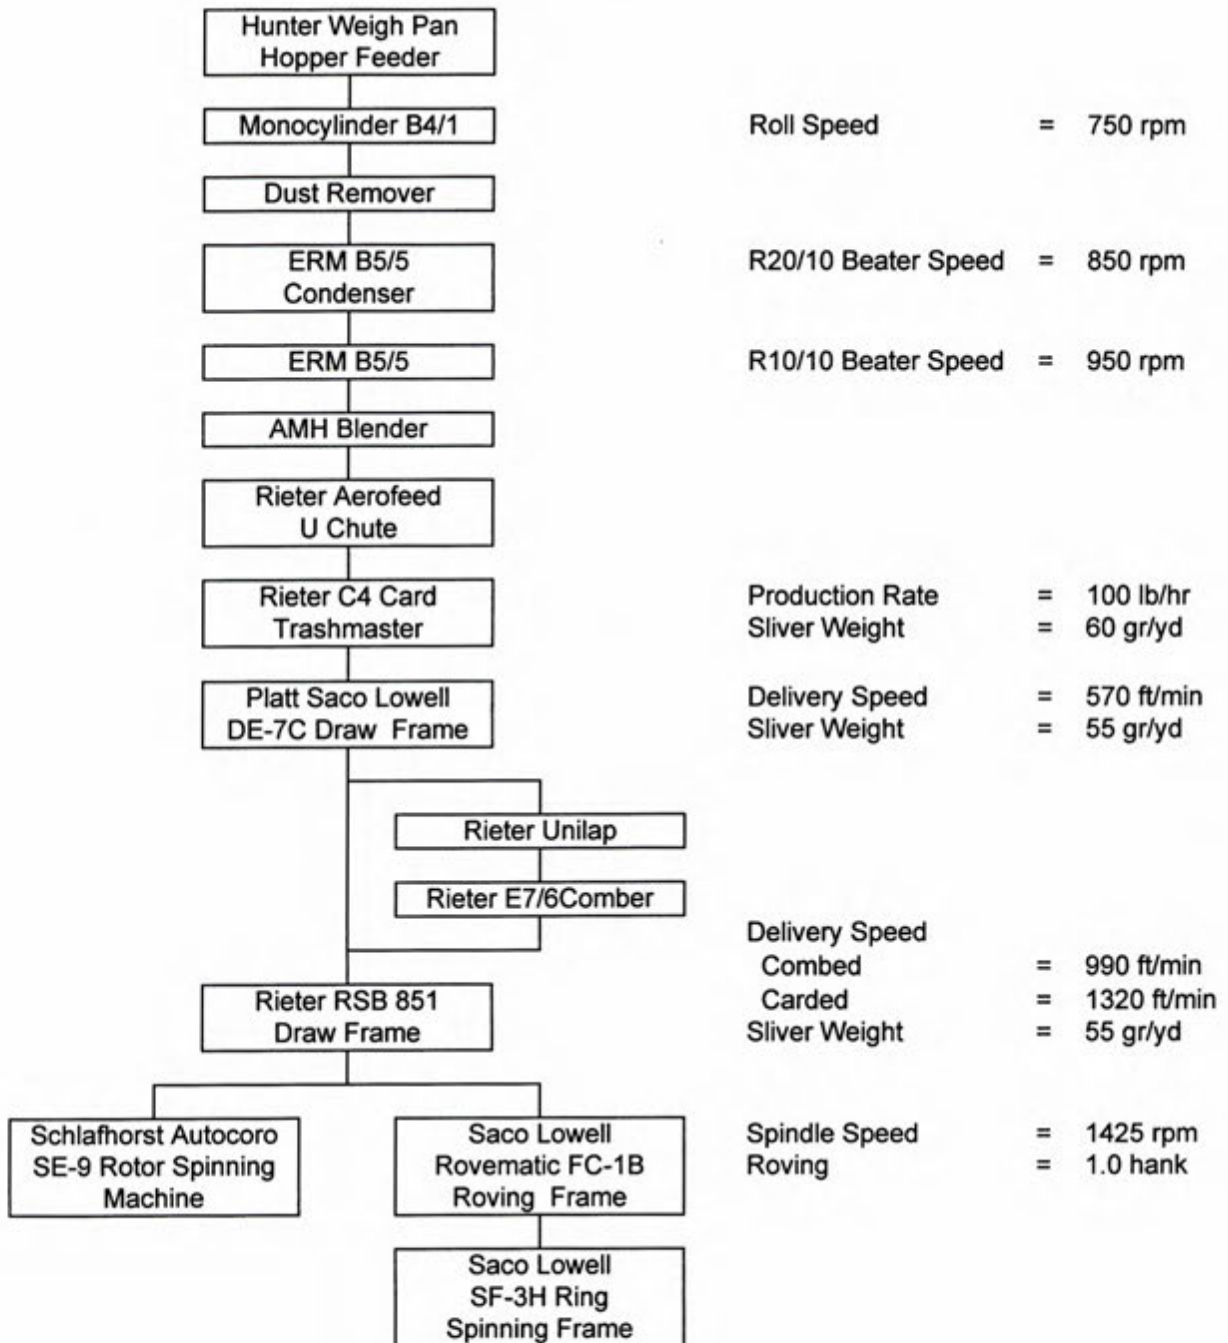 Hunter Weigh Pan
Hopper Feeder
Monocylinder B4/1
Roll Speed = 750 rpm
Dust Remover
ERM B5/5
Condenser
R20/10 Beater Speed = 850 rpm
ERM B5/5
R10/10 Beater Speed = 950 rpm
AMH Blender
Rieter Aerofeed
U Chute
Rieter C4 Card
Trashmaster
Production Rate = 100 lb/hr
Sliver Weight = 60 gr/yd
Platt Saco Lowell
DE-7C Draw Frame
Delivery Speed = 570 ft/min
Sliver Weight = 55 gr/yd
Rieter Unilap
Rieter E7/6Comber
Rieter RSB 851
Draw Frame
Delivery Speed
Combed = 990 ft/min
Carded = 1320 ft/min
Sliver Weight = 55 gr/yd
Schlafhorst Autocoro
SE-9 Rotor Spinning
Machine
Saco Lowell
Rovematic FC-1B
Roving Frame
Spindle Speed = 1425 rpm
Roving = 1.0 hank
Saco Lowell
SF-3H Ring
Spinning Frame